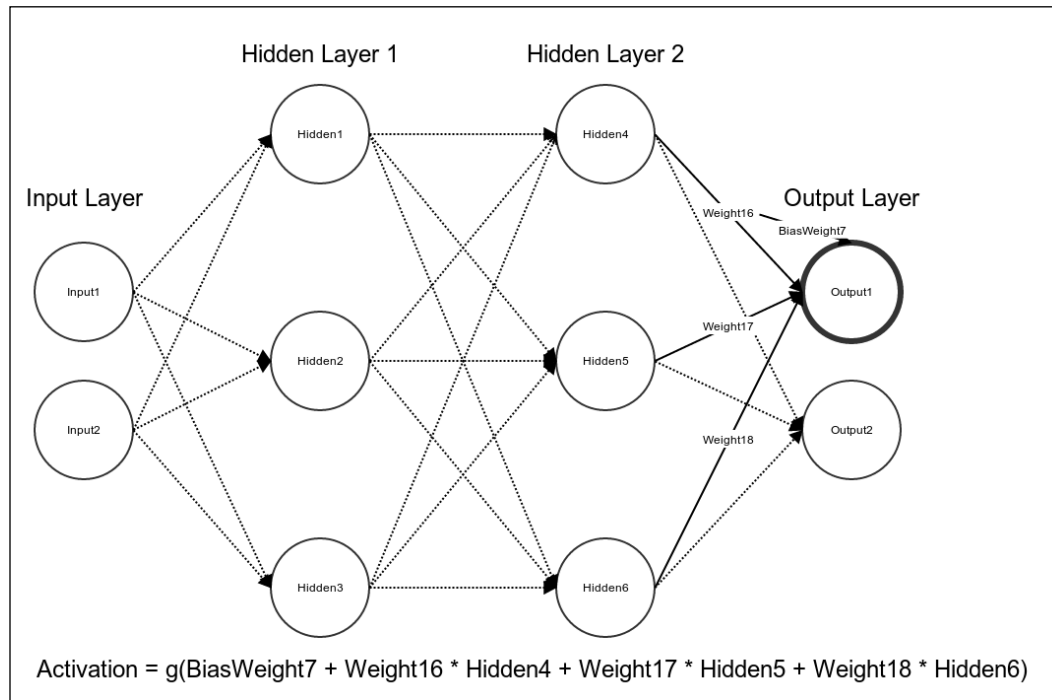 Hidden Layer 1
Hidden Layer 2
Hidden1
Hidden4
Input Layer
Output Layer
Weight16
BiasWeight7
Input1
Output1
Weight17
Hidden2
Hidden5
Input2
Output2
Weight18
Hidden3
Hidden6
Activation = g(BiasWeight7 + Weight16 * Hidden4 + Weight17 * Hidden5 + Weight18 * Hidden6)